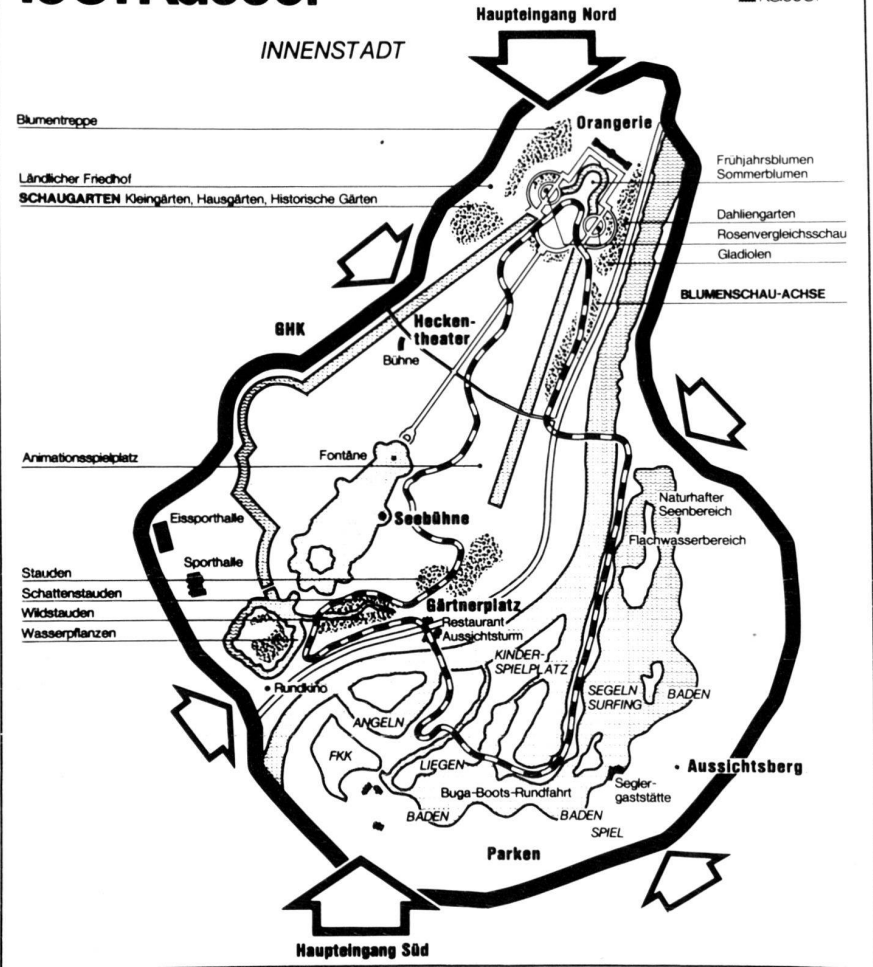 Haupteingang Nord
INNENSTADT
Blumentreppe
Orangerie
Frühjahrsblumen
Sommerblumen
Ländlicher Friedhof
SCHAUGARTEN Kleingärten, Hausgärten, Historische Gärten
Dahliengarten
Rosenvergleichsschau
Gladiolen
BLUMENSCHAU-ACHSE
GHK
Hecken-
theater
Bühne
Animationsspielplatz
Fontäne
Seebühne
Naturhafter
Seenbereich
Flachwasserbereich
Eissporthalle
Sporthalle
Stauden
Schattenstauden
Wildstauden
Wasserpflanzen
Gärtnerplatz
Restaurant
Aussichtsturm
KINDER-
SPIELPLATZ
Rundkino
ANGELN
SEGELN
SURFING
BADEN
FKK
LIEGEN
Aussichtsberg
Buga-Boots-Rundfahrt
Segler-
gaststätte
BADEN
BADEN
SPIEL
Parken
Haupteingang Süd